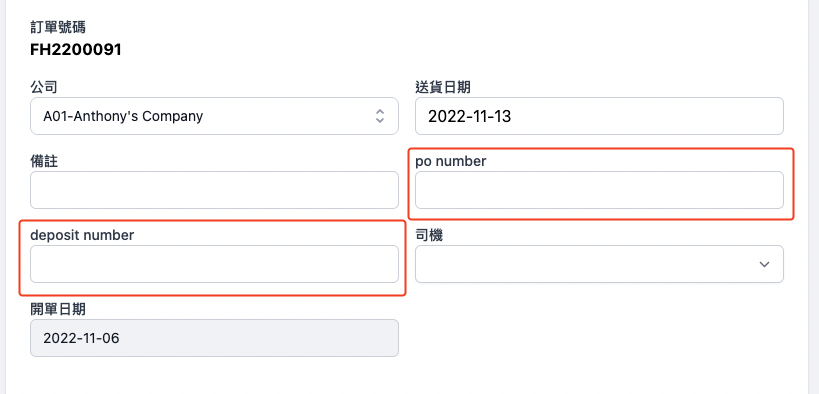 訂單號碼
FH2200091
公司
A01-Anthony's Company
送貨日期
2022-11-13
備註
po number
deposit number
司機
開單日期
2022-11-06